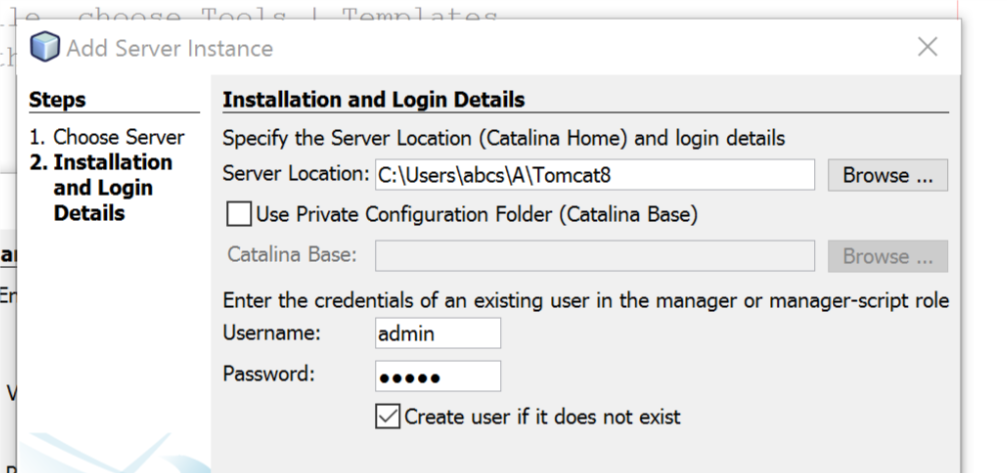 choose Tools | Templates
Add Server Instance
Steps
1. Choose Server
2. Installation
and Login
Details
Installation and Login Details
Specify the Server Location (Catalina Home) and login details
Server Location: C:\Users\abcs\A\Tomcat8 Browse ...
Use Private Configuration Folder (Catalina Base)
Catalina Base: Browse ...
Enter the credentials of an existing user in the manager or manager-script role
Username: admin
Password: •••••
Create user if it does not exist